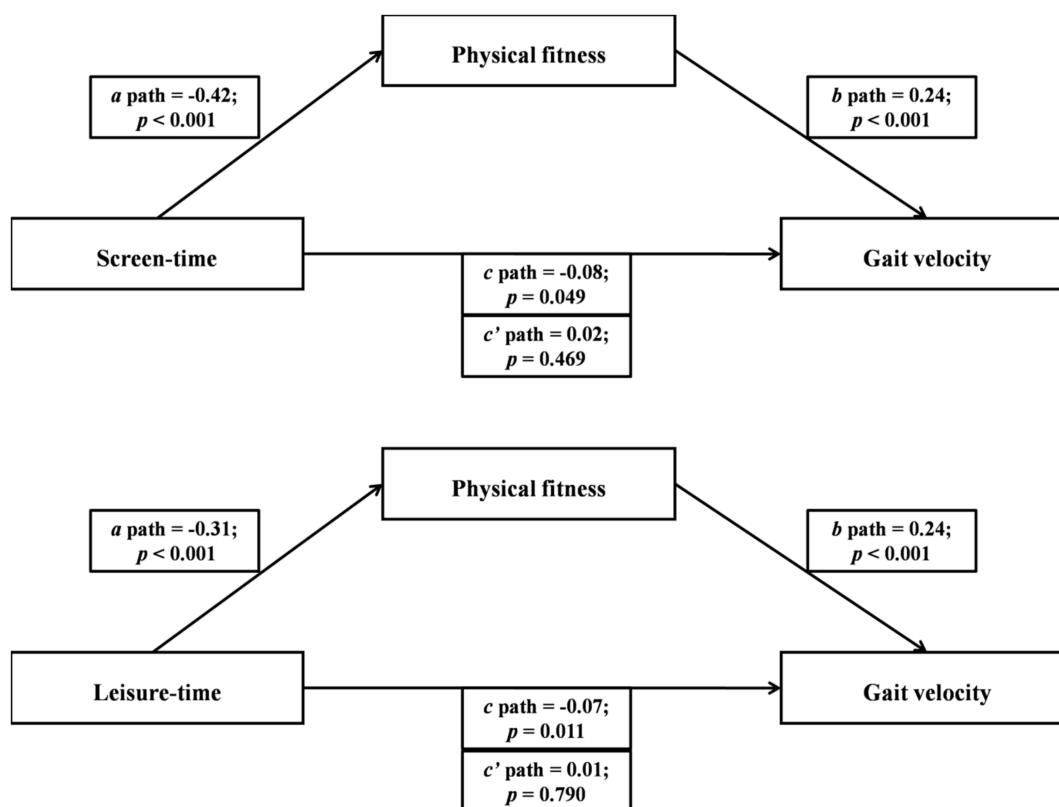 Physical fitness
a path = -0.42;
p < 0.001
b path = 0.24;
p < 0.001
Screen-time
Gait velocity
c path = -0.08;
p = 0.049
c’ path = 0.02;
p = 0.469
Physical fitness
a path = -0.31;
p < 0.001
b path = 0.24;
p < 0.001
Leisure-time
Gait velocity
c path = -0.07;
p = 0.011
c’ path = 0.01;
p = 0.790